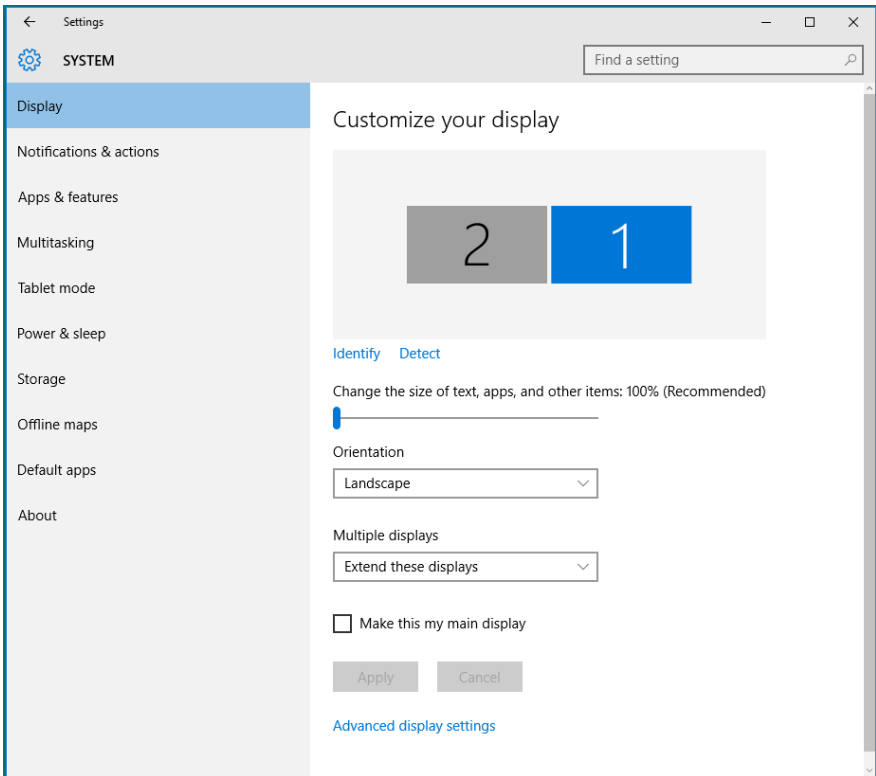 Settings
SYSTEM
Find a setting
Display
Notifications & actions
Apps & features
Multitasking
Tablet mode
Power & sleep
Storage
Offline maps
Default apps
About
Customize your display
2 1
Identify Detect
Change the size of text, apps, and other items: 100% (Recommended)
Orientation
Landscape
Multiple displays
Extend these displays
Make this my main display
Apply Cancel
Advanced display settings